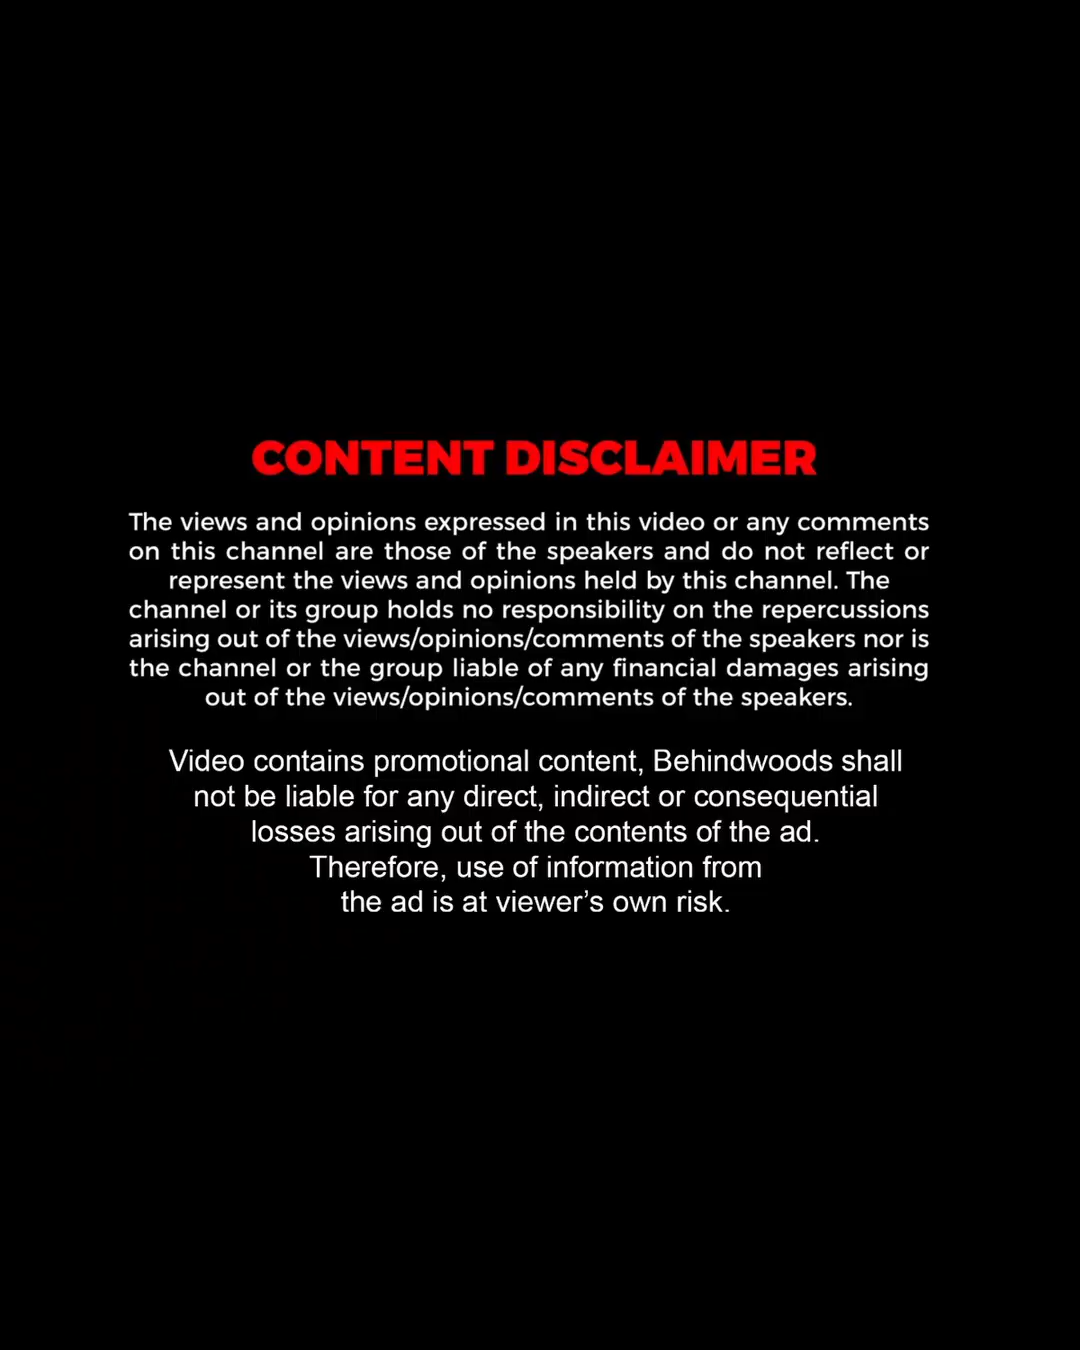 CONTENT DISCLAIMER
The views and opinions expressed in this video or any comments
on this channel are those of the speakers and do not reflect or
represent the views and opinions held by this channel. The
channel or its group holds no responsibility on the repercussions
arising out of the views/opinions/comments of the speakers nor is
the channel or the group liable of any financial damages arising
out of the views/opinions/comments of the speakers.
Video contains promotional content, Behindwoods shall
not be liable for any direct, indirect or consequential
losses arising out of the contents of the ad.
Therefore, use of information from
the ad is at viewer’s own risk.